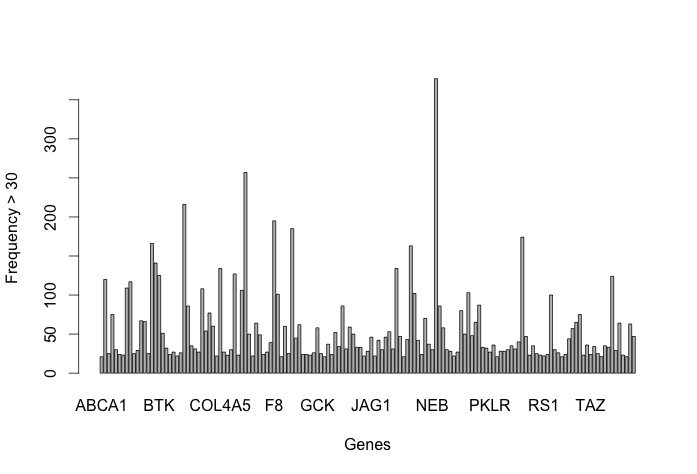 Frequency > 30
300
200
100
50
0
ABCA1 BTK COL4A5 F8 GCK JAG1 NEB PKLR RS1 TAZ
Genes